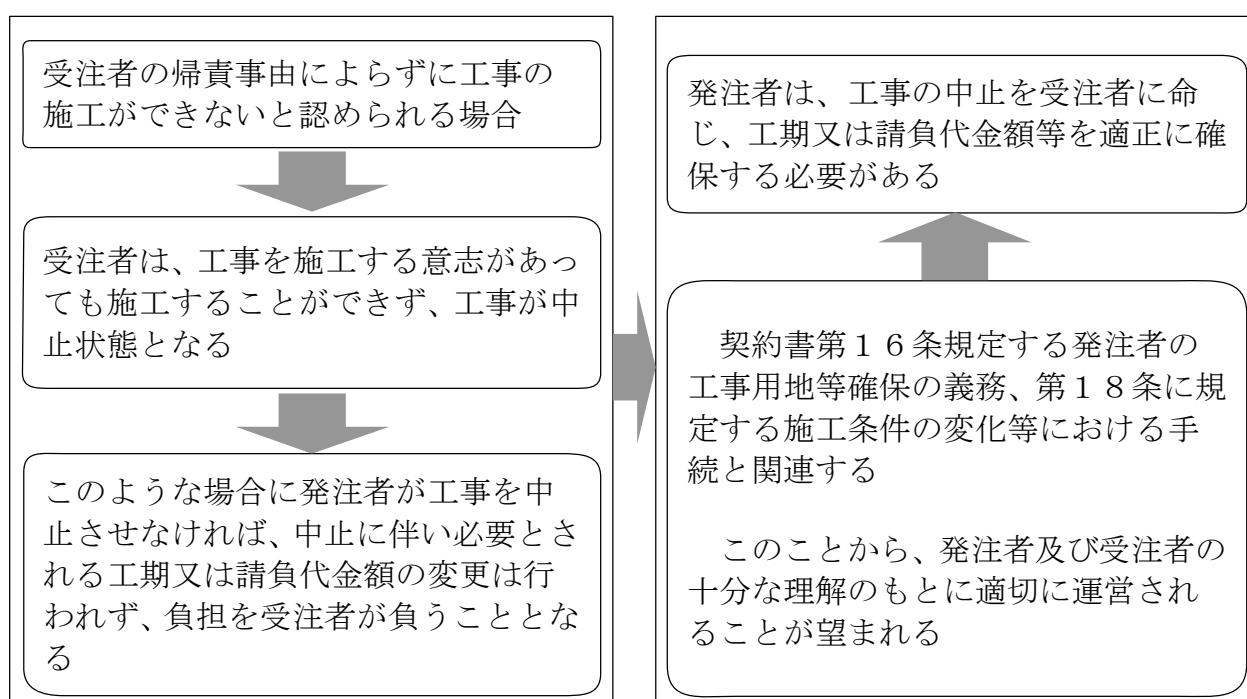 受注者の帰責事由によらずに工事の
施工ができないと認められる場合
受注者は、工事を施工する意志があっ
ても施工することができず、工事が中
止状態となる
このような場合に発注者が工事を中
止させなければ、中止に伴い必要とさ
れる工期又は請負代金額の変更は行
われず、負担を受注者が負うこととな
る
発注者は、工事の中止を受注者に命
じ、工期又は請負代金額等を適正に確
保する必要がある
契約書第１６条規定する発注者の
工事用地等確保の義務、第１８条に規
定する施工条件の変化等における手
続と関連する
このことから、発注者及び受注者の
十分な理解のもとに適切に運営され
ることが望まれる